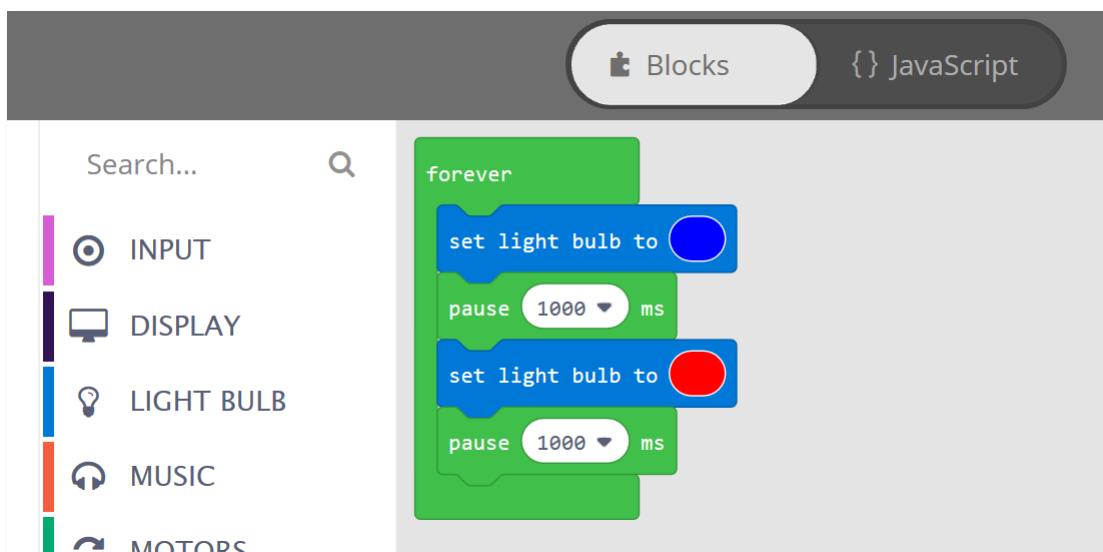 Blocks
{} JavaScript
Search...
INPUT
DISPLAY
LIGHT BULB
MUSIC
MOTORS
forever
set light bulb to
pause 1000 ms
set light bulb to
pause 1000 ms